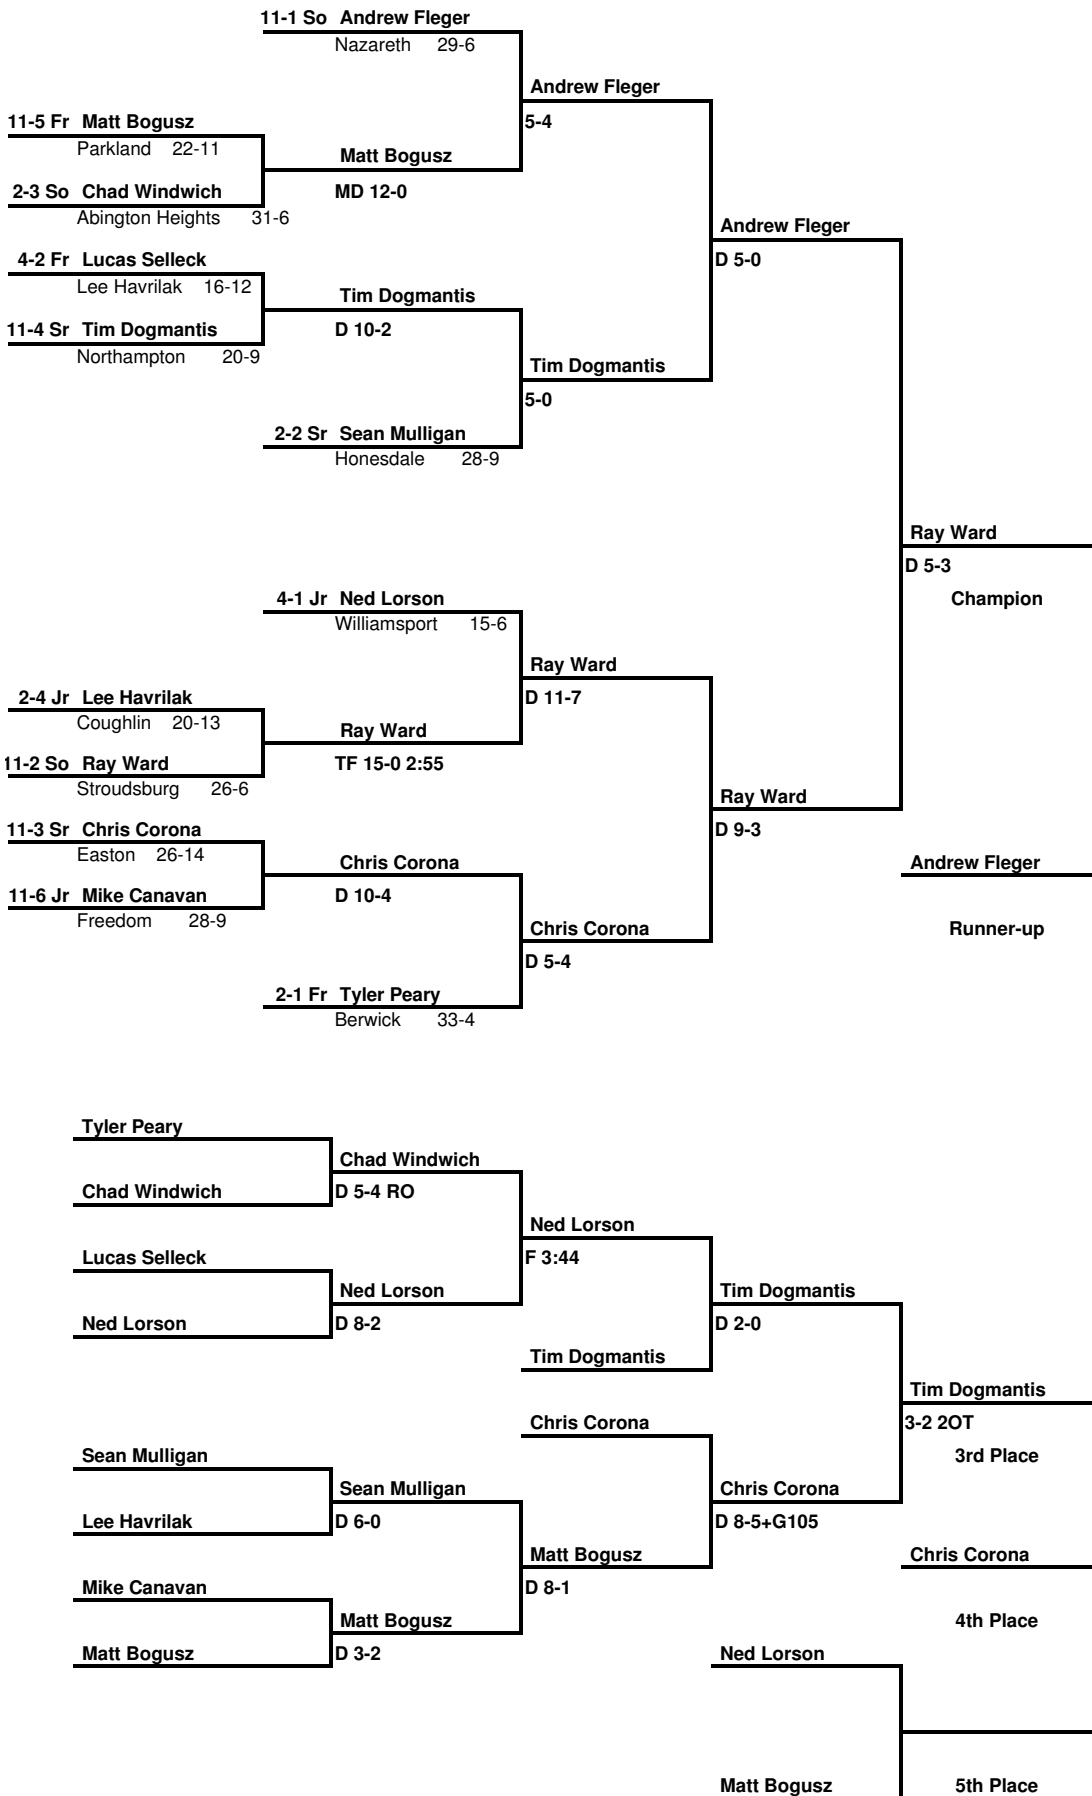 11-1 So Andrew Fleger
Nazareth 29-6
Andrew Fleger
11-5 Fr Matt Bogusz
5-4
Parkland 22-11
Matt Bogusz
2-3 So Chad Windwich
MD 12-0
Abington Heights 31-6
Andrew Fleger
4-2 Fr Lucas Selleck
D 5-0
Lee Havrilak 16-12
Tim Dogmantis
11-4 Sr Tim Dogmantis
D 10-2
Northampton 20-9
Tim Dogmantis
5-0
2-2 Sr Sean Mulligan
Honesdale 28-9
Ray Ward
D 5-3
4-1 Jr Ned Lorson
Champion
Williamsport 15-6
Ray Ward
2-4 Jr Lee Havrilak
D 11-7
Coughlin 20-13
Ray Ward
11-2 So Ray Ward
TF 15-0 2:55
Stroudsburg 26-6
Ray Ward
11-3 Sr Chris Corona
D 9-3
Easton 26-14
Chris Corona
Andrew Fleger
11-6 Jr Mike Canavan
D 10-4
Freedom 28-9
Chris Corona
Runner-up
D 5-4
2-1 Fr Tyler Peary
Berwick 33-4
Tyler Peary
Chad Windwich
Chad Windwich
D 5-4 RO
Ned Lorson
Lucas Selleck
F 3:44
Ned Lorson
Tim Dogmantis
Ned Lorson
D 8-2
D 2-0
Tim Dogmantis
Tim Dogmantis
Chris Corona
3-2 2OT
Sean Mulligan
3rd Place
Sean Mulligan
Chris Corona
Lee Havrilak
D 6-0
D 8-5+G105
Matt Bogusz
Chris Corona
Mike Canavan
D 8-1
Matt Bogusz
4th Place
Matt Bogusz
D 3-2
Ned Lorson
Matt Bogusz
5th Place